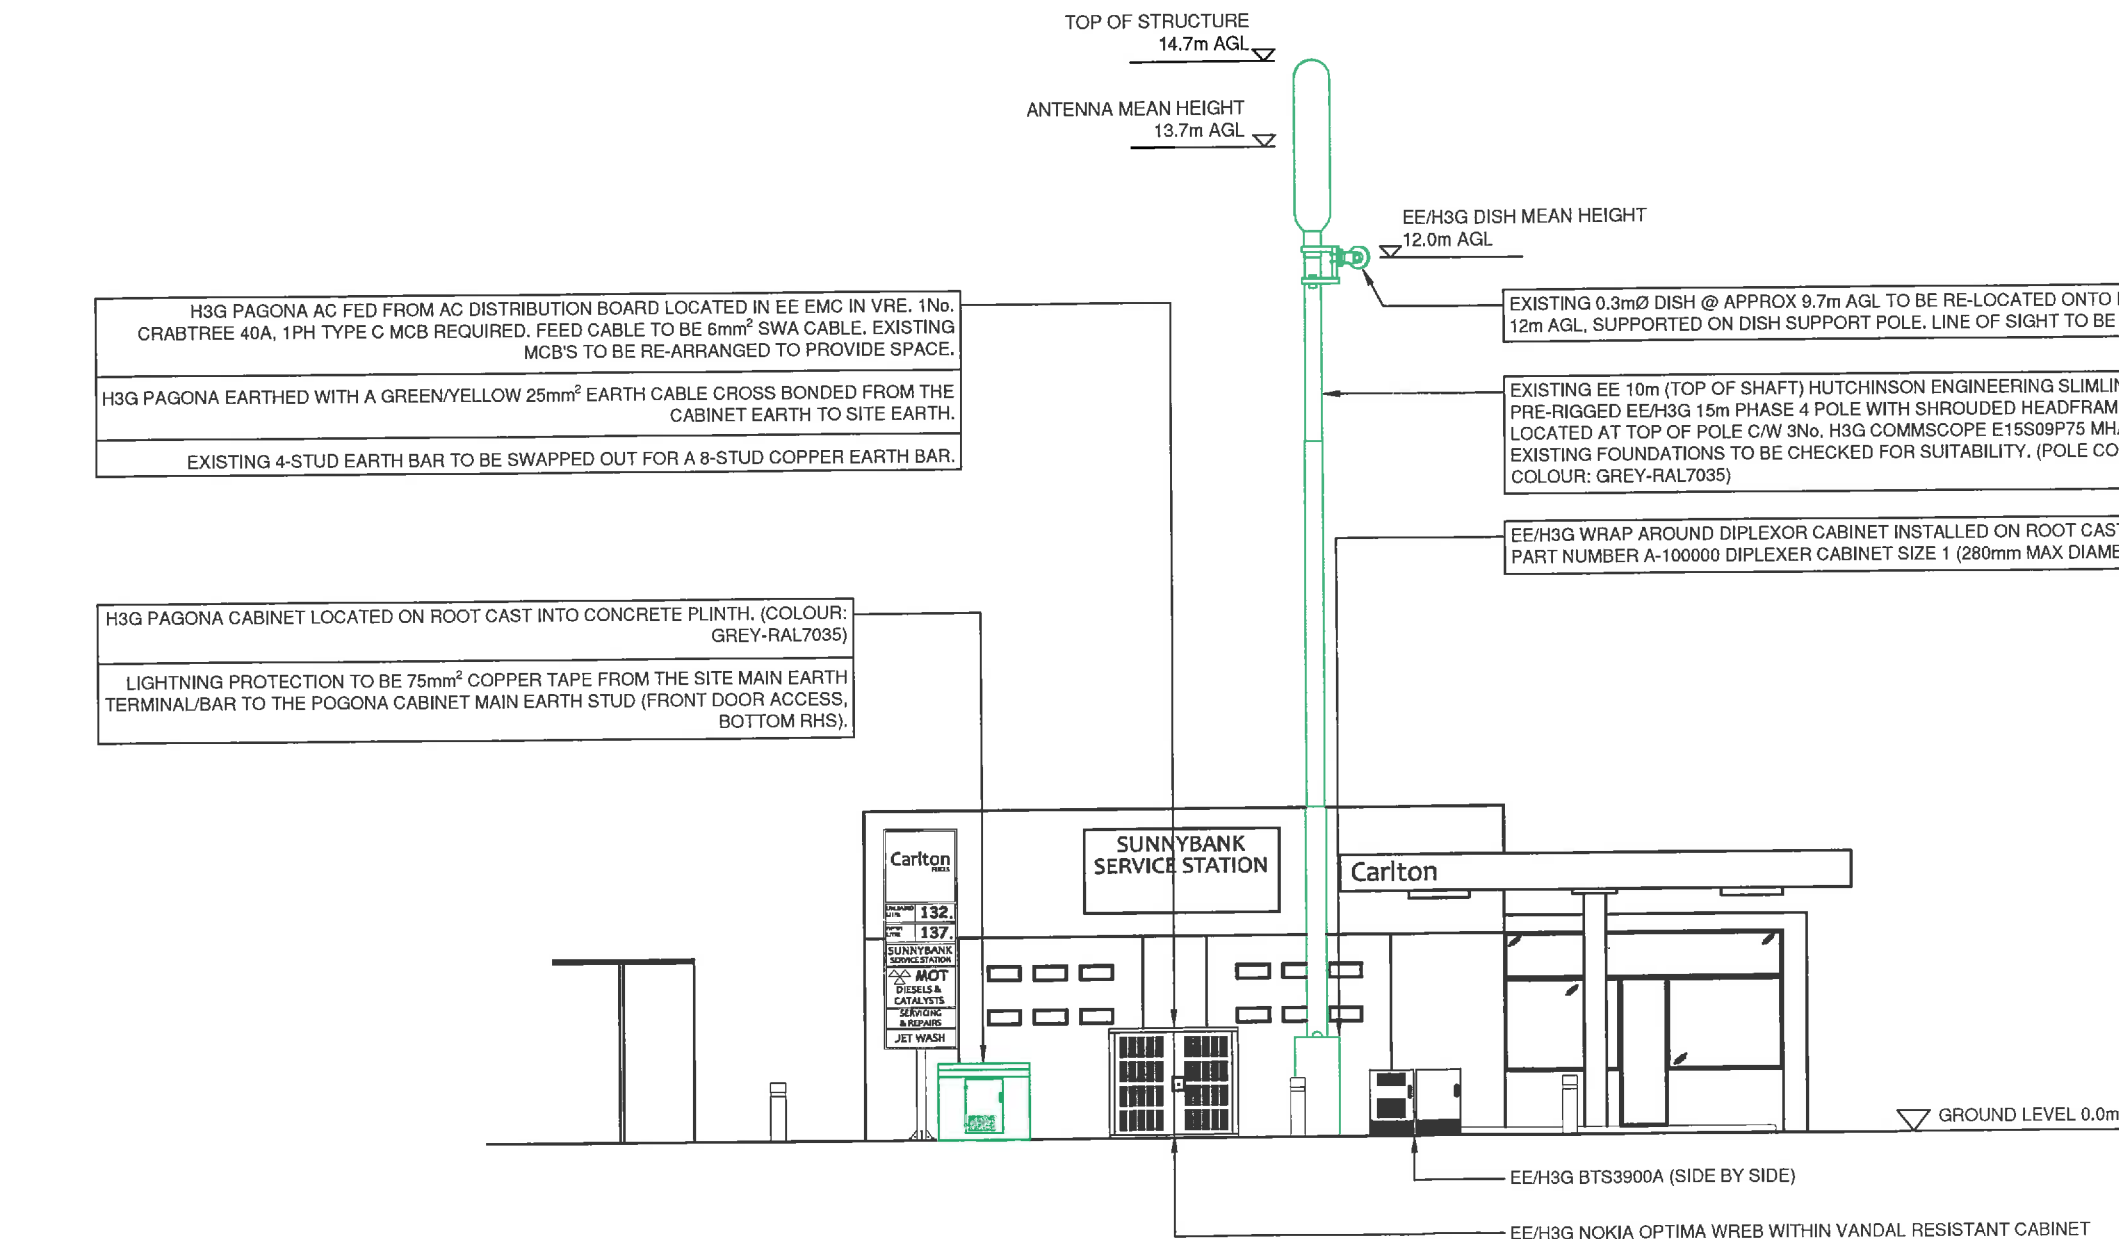 TOP OF STRUCTURE
14.7m AGL
ANTENNA MEAN HEIGHT
13.7m AGL
EE/H3G DISH MEAN HEIGHT
12.0m AGL
H3G PAGONA AC FED FROM AC DISTRIBUTION BOARD LOCATED IN EE EMC IN VRE. 1No.
CRABTREE 40A, 1PH TYPE C MCB REQUIRED. FEED CABLE TO BE 6mm² SWA CABLE. EXISTING
MCB'S TO BE RE-ARRANGED TO PROVIDE SPACE.
H3G PAGONA EARTHED WITH A GREEN/YELLOW 25mm² EARTH CABLE CROSS BONDED FROM THE
CABINET EARTH TO SITE EARTH.
EXISTING 4-STUD EARTH BAR TO BE SWAPPED OUT FOR A 8-STUD COPPER EARTH BAR.
EXISTING 0.3mØ DISH @ APPROX 9.7m AGL TO BE RE-LOCATED ONTO
12m AGL, SUPPORTED ON DISH SUPPORT POLE. LINE OF SIGHT TO BE
EXISTING EE 10m (TOP OF SHAFT) HUTCHINSON ENGINEERING SLIMLIN
PRE-RIGGED EE/H3G 15m PHASE 4 POLE WITH SHROUDED HEADFRAM
LOCATED AT TOP OF POLE C/W 3No. H3G COMMSCOPE E15S09P75 MH
EXISTING FOUNDATIONS TO BE CHECKED FOR SUITABILITY. (POLE CO
COLOUR: GREY-RAL7035)
EE/H3G WRAP AROUND DIPLEXOR CABINET INSTALLED ON ROOT CAST
PART NUMBER A-100000 DIPLEXER CABINET SIZE 1 (280mm MAX DIAME
H3G PAGONA CABINET LOCATED ON ROOT CAST INTO CONCRETE PLINTH. (COLOUR:
GREY-RAL7035)
LIGHTNING PROTECTION TO BE 75mm² COPPER TAPE FROM THE SITE MAIN EARTH
TERMINAL/BAR TO THE POGONA CABINET MAIN EARTH STUD (FRONT DOOR ACCESS,
BOTTOM RHS).
Carlton
FUELS
132.
137.
SUNNYBANK
SERVICE STATION
MOT
DIESELS &
CATALYSTS
SERVICING
& REPAIRS
JET WASH
SUNNYBANK
SERVICE STATION
Carlton
GROUND LEVEL 0.0m
EE/H3G BTS3900A (SIDE BY SIDE)
EE/H3G NOKIA OPTIMA WREB WITHIN VANDAL RESISTANT CABINET